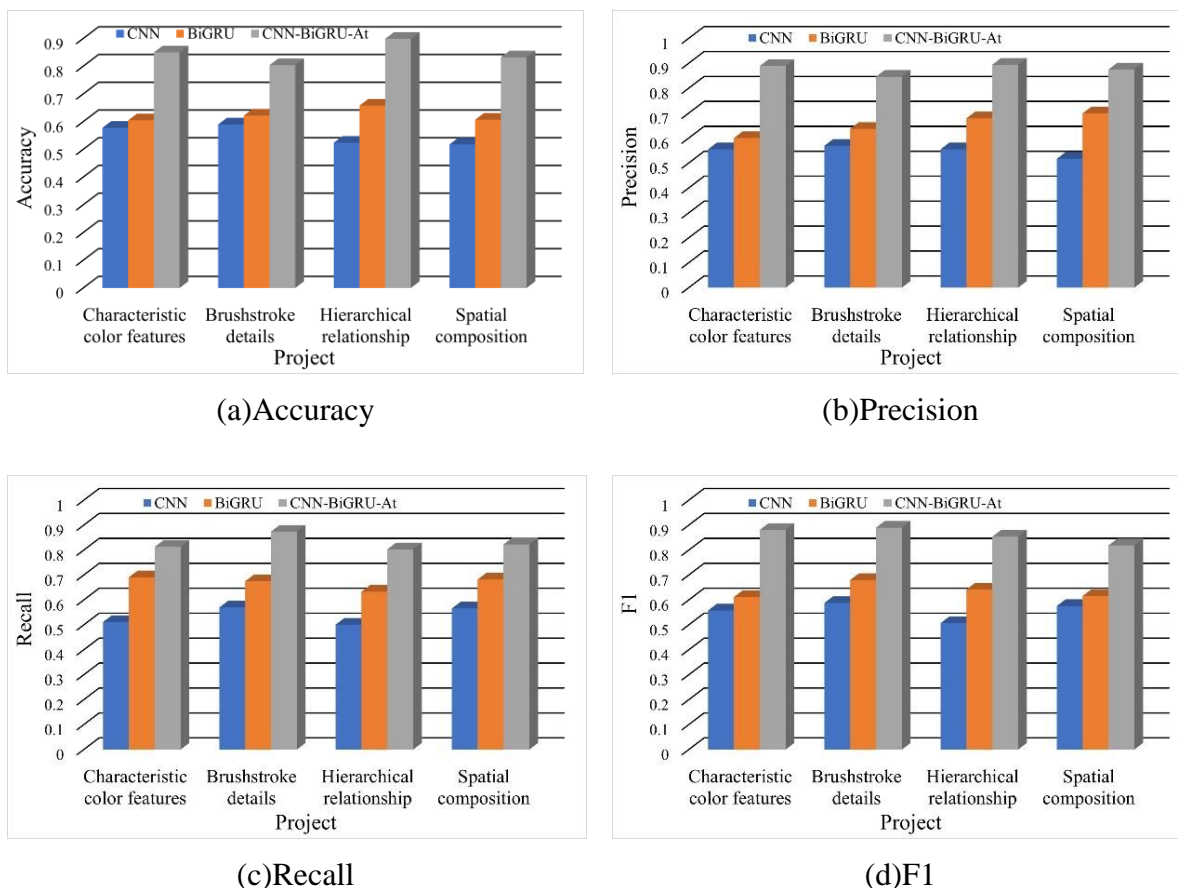 CNN BiGRU CNN-BiGRU-At
0.9
0.8
0.7
0.6
0.5
0.4
0.3
0.2
0.1
0
Accuracy
Characteristic color features
Brushstroke details
Hierarchical relationship
Spatial composition
Project
(a)Accuracy
CNN BiGRU CNN-BiGRU-At
1
0.9
0.8
0.7
0.6
0.5
0.4
0.3
0.2
0.1
0
Precision
Characteristic color features
Brushstroke details
Hierarchical relationship
Spatial composition
Project
(b)Precision
CNN BiGRU CNN-BiGRU-At
1
0.9
0.8
0.7
0.6
0.5
0.4
0.3
0.2
0.1
0
Recall
Characteristic color features
Brushstroke details
Hierarchical relationship
Spatial composition
Project
(c)Recall
CNN BiGRU CNN-BiGRU-At
1
0.9
0.8
0.7
0.6
0.5
0.4
0.3
0.2
0.1
0
F1
Characteristic color features
Brushstroke details
Hierarchical relationship
Spatial composition
Project
(d)F1